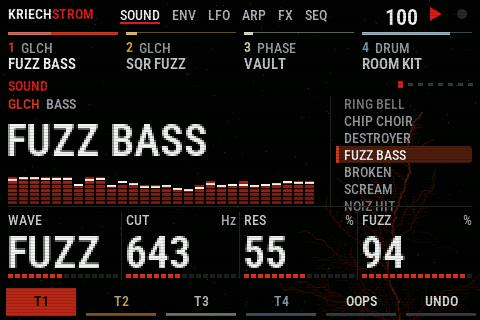 KRIECHSTROM SOUND ENV LFO ARP FX SEQ 100
1 GLCH 2 GLCH 3 PHASE 4 DRUM
FUZZ BASS SQR FUZZ VAULT ROOM KIT
SOUND
GLCH BASS
FUZZ BASS
RING BELL
CHIP CHOIR
DESTROYER
FUZZ BASS
BROKEN
SCREAM
NOIZ HIT
WAVE CUT Hz RES % FUZZ %
FUZZ 643 55 94
T1 T2 T3 T4 OOPS UNDO